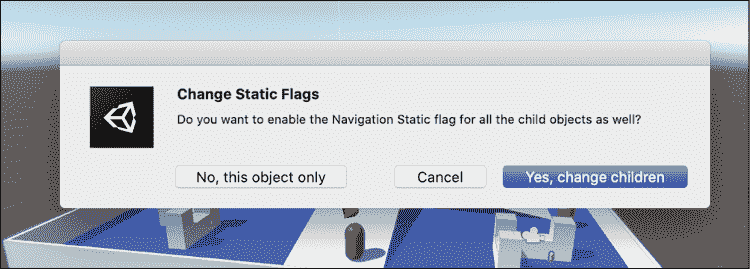 Change Static Flags
Do you want to enable the Navigation Static flag for all the child objects as well?
No, this object only
Cancel
Yes, change children